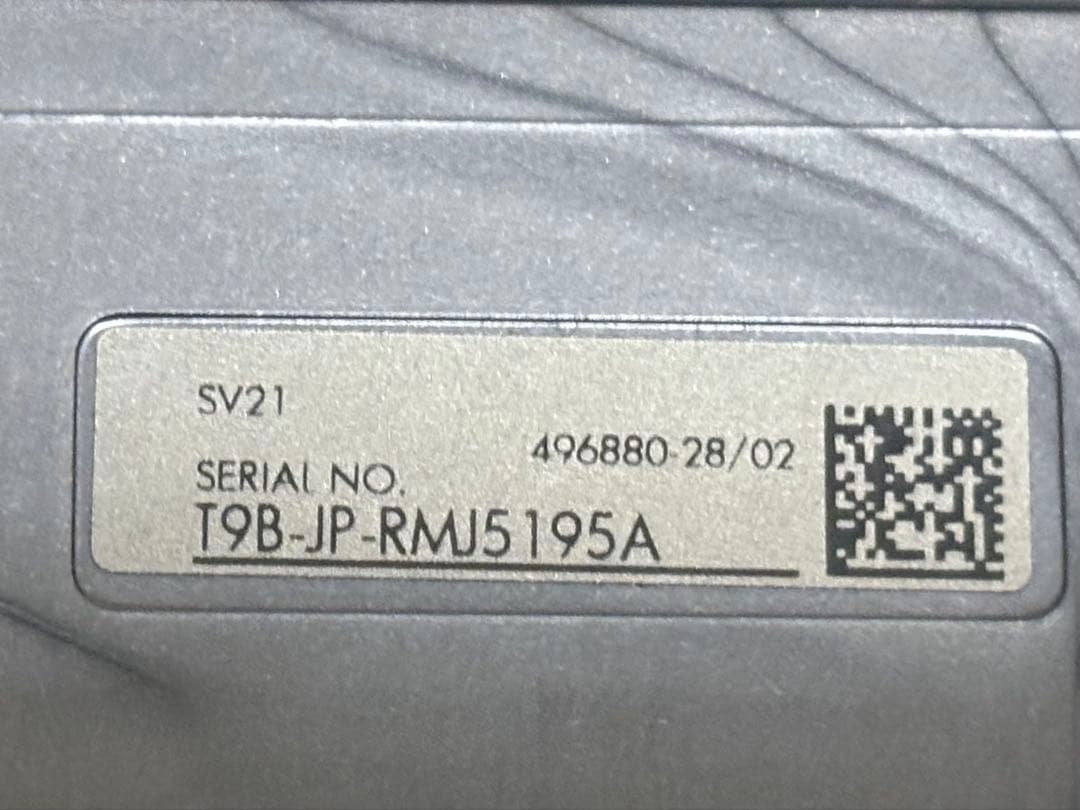 SV21
496880-28/02
SERIAL NO.
T9B-JP-RMJ5195A